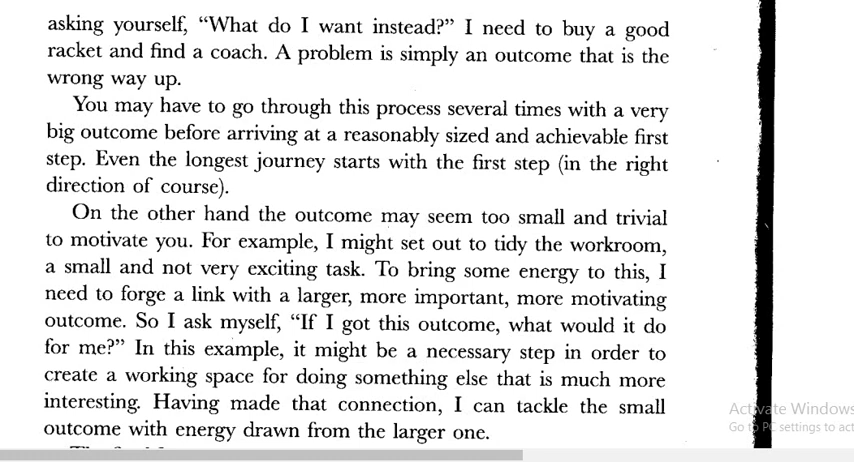 asking yourself, “What do I want instead?” I need to buy a good
racket and find a coach. A problem is simply an outcome that is the
wrong way up.
You may have to go through this process several times with a very
big outcome before arriving at a reasonably sized and achievable first
step. Even the longest journey starts with the first step (in the right
direction of course).
On the other hand the outcome may seem too small and trivial
to motivate you. For example, I might set out to tidy the workroom,
a small and not very exciting task. To bring some energy to this, I
need to forge a link with a larger, more important, more motivating
outcome. So I ask myself, “If I got this outcome, what would it do
for me?” In this example, it might be a necessary step in order to
create a working space for doing something else that is much more
interesting. Having made that connection, I can tackle the small
outcome with energy drawn from the larger one.
Activate Windows
Go to PC settings to act